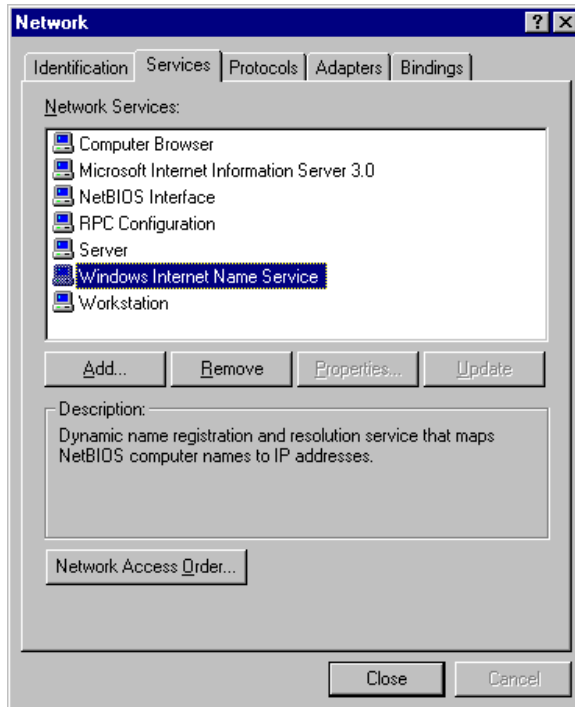 Network
Identification Services Protocols Adapters Bindings
Network Services:
Computer Browser
Microsoft Internet Information Server 3.0
NetBIOS Interface
RPC Configuration
Server
Windows Internet Name Service
Workstation
Add... Remove Properties... Update
Description:
Dynamic name registration and resolution service that maps
NetBIOS computer names to IP addresses.
Network Access Order...
Close Cancel